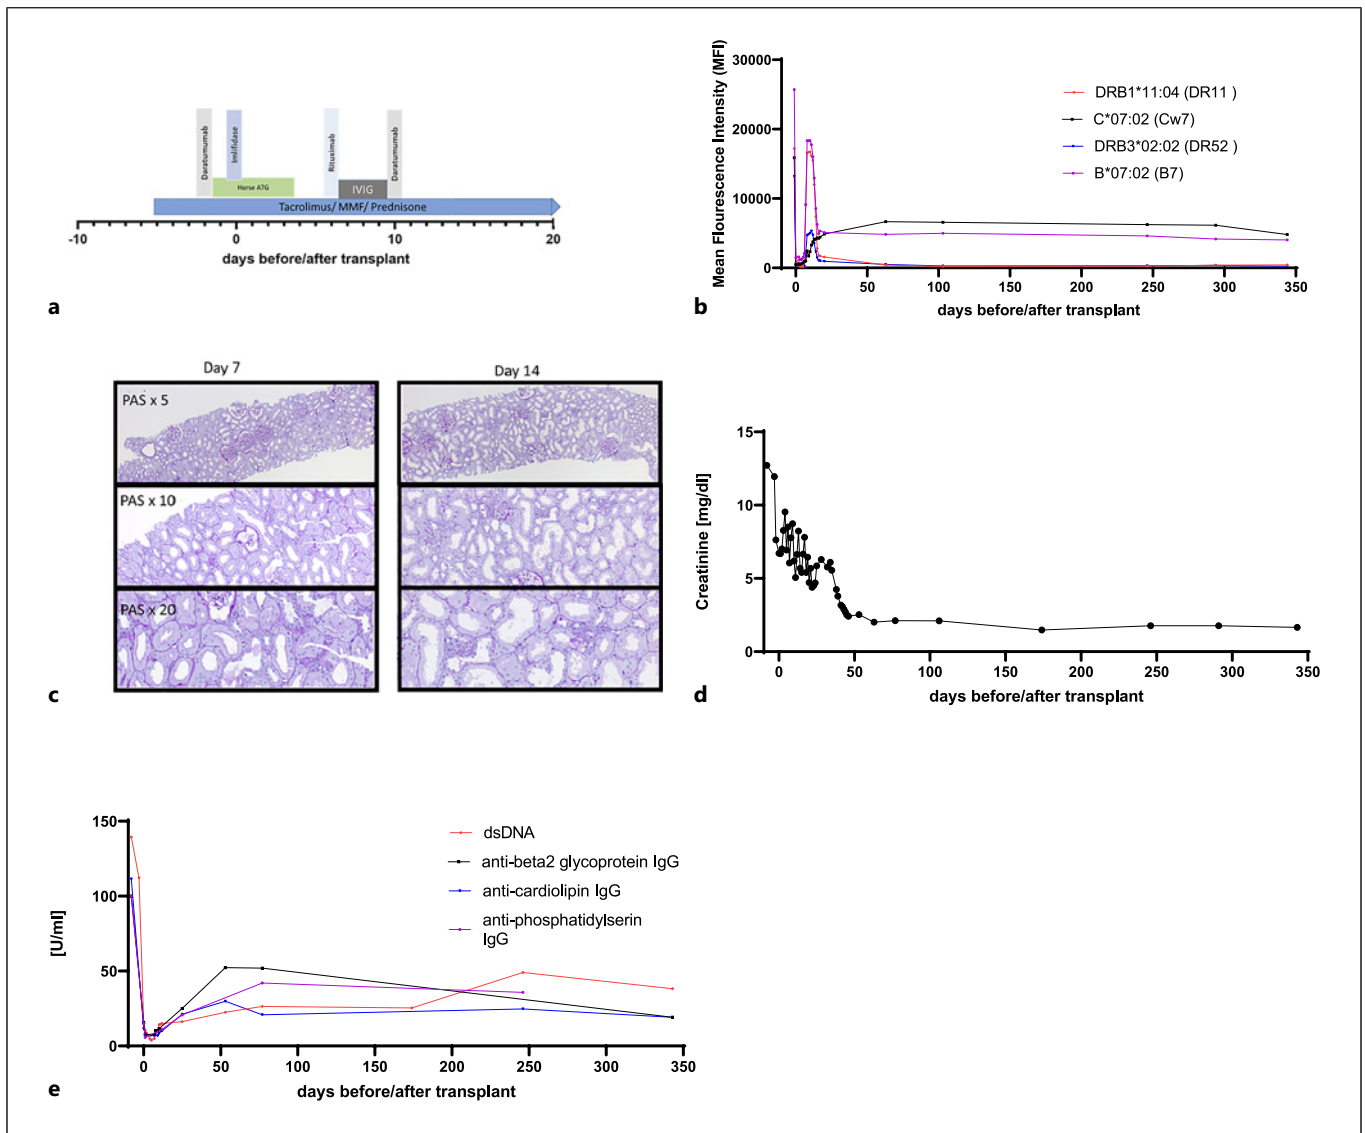 Daratumumab
Imlifidase
Horse ATG
Rituximab
IVIG
Daratumumab
Tacrolimus/ MMF/ Prednisone
-10
0
10
20
days before/after transplant
a
Mean Flourescence Intensity (MFI)
30000
20000
10000
0
0
50
100
150
200
250
300
350
days before/after transplant
DRB1*11:04 (DR11 )
C*07:02 (Cw7)
DRB3*02:02 (DR52 )
B*07:02 (B7)
b
Day 7
Day 14
PAS x 5
PAS x 10
PAS x 20
c
Creatinine [mg/dl]
15
10
5
0
0
50
100
150
200
250
300
350
days before/after transplant
d
[U/ml]
150
100
50
0
0
50
100
150
200
250
300
350
days before/after transplant
dsDNA
anti-beta2 glycoprotein IgG
anti-cardiolipin IgG
anti-phosphatidylserin
IgG
e